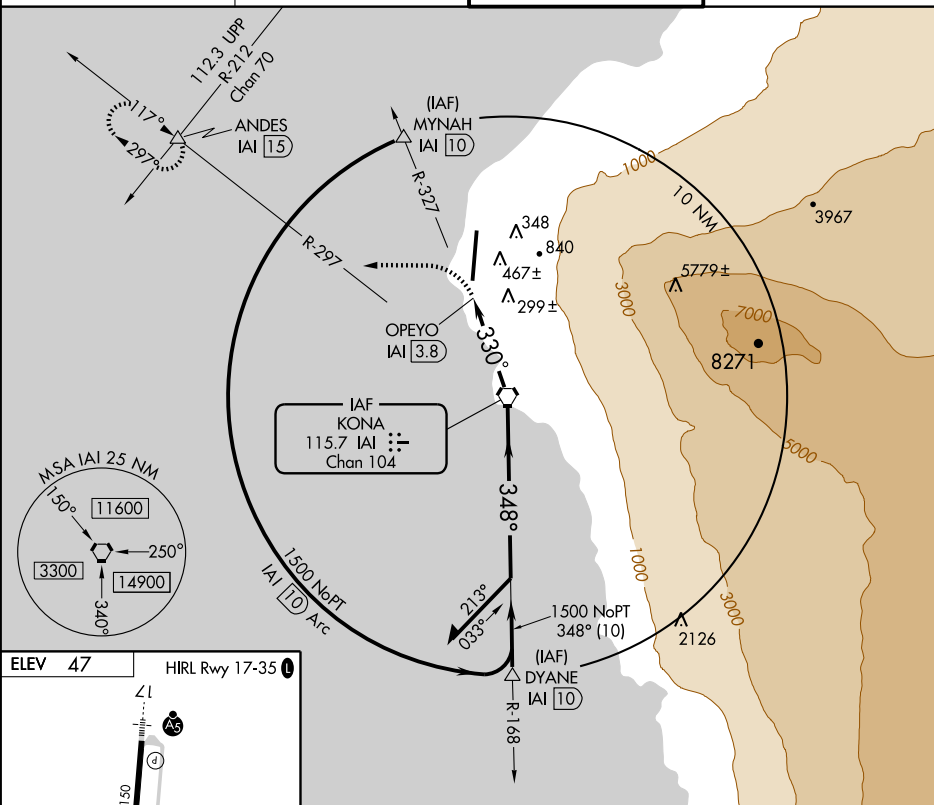 112.3 UPP
R-212
Chan 70
117°
297°
ANDES
IAI 15
(IAF)
MYNAH
IAI 10
R-327
R-297
1000
10 NM
3967
348
840
467±
299±
3000
5779±
7000
8271
OPEYO
IAI 3.8
330°
IAF
KONA
115.7 IAI
Chan 104
5000
348°
MSA IAI 25 NM
150°
11600
250°
3300
14900
340°
1500 NoPT
IAI 10 Arc
213°
033°
1500 NoPT
348° (10)
1000
3000
2126
(IAF)
DYANE
IAI 10
R-168
ELEV 47
HIRL Rwy 17-35 L
17
A5
P
150